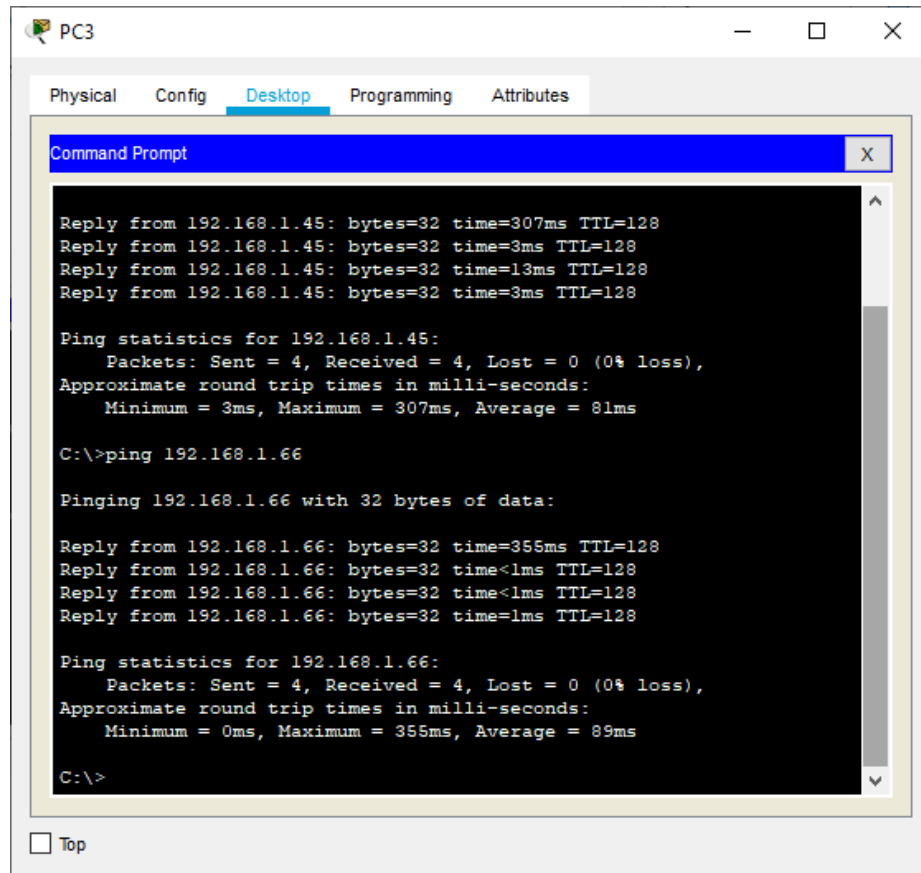 PC3
Physical Config Desktop Programming Attributes
Command Prompt X
Reply from 192.168.1.45: bytes=32 time=307ms TTL=128
Reply from 192.168.1.45: bytes=32 time=3ms TTL=128
Reply from 192.168.1.45: bytes=32 time=13ms TTL=128
Reply from 192.168.1.45: bytes=32 time=3ms TTL=128
Ping statistics for 192.168.1.45:
Packets: Sent = 4, Received = 4, Lost = 0 (0% loss),
Approximate round trip times in milli-seconds:
Minimum = 3ms, Maximum = 307ms, Average = 81ms
C:\>ping 192.168.1.66
Pinging 192.168.1.66 with 32 bytes of data:
Reply from 192.168.1.66: bytes=32 time=355ms TTL=128
Reply from 192.168.1.66: bytes=32 time<1ms TTL=128
Reply from 192.168.1.66: bytes=32 time<1ms TTL=128
Reply from 192.168.1.66: bytes=32 time=1ms TTL=128
Ping statistics for 192.168.1.66:
Packets: Sent = 4, Received = 4, Lost = 0 (0% loss),
Approximate round trip times in milli-seconds:
Minimum = 0ms, Maximum = 355ms, Average = 89ms
C:\>
Top